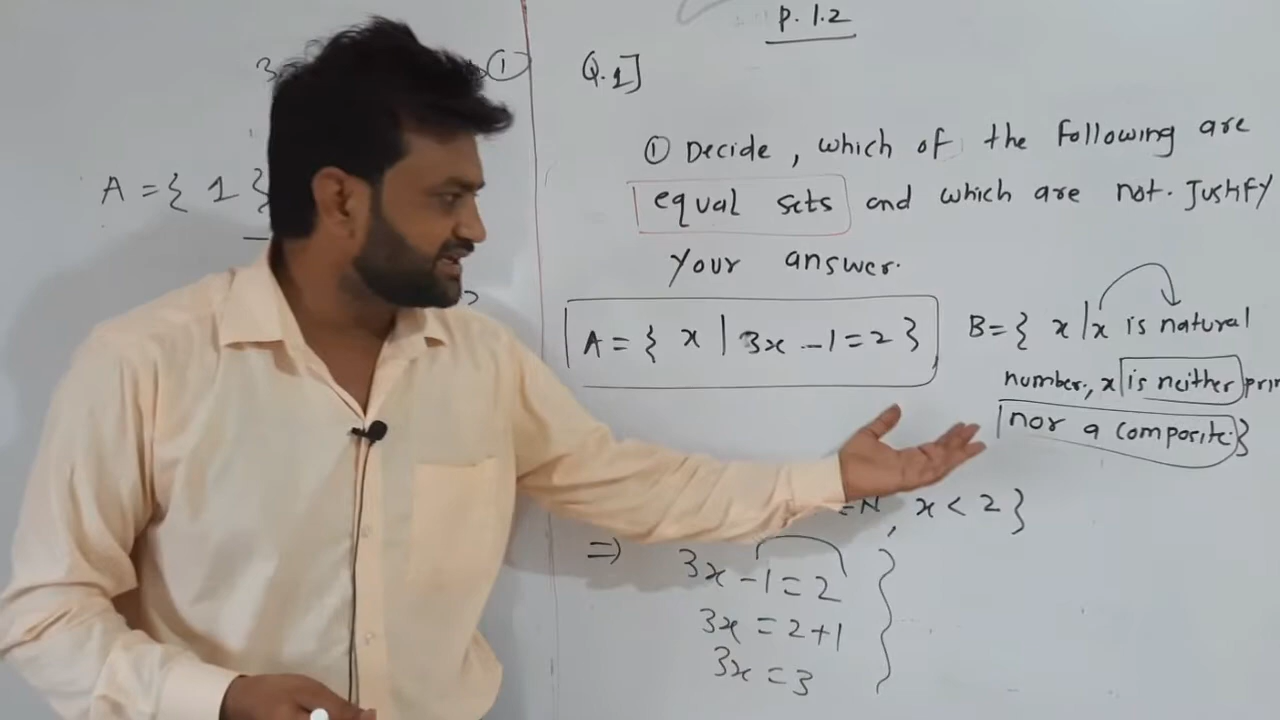 P. 1.2
3
①
Q.1]
① Decide, which of the following are
equal sets and which are not. Justify
your answer.
A = { 1 }
A = { x | 3x - 1 = 2 }
B = { x | x is natural
number, x is neither
nor a composite }
N, x < 2 }
⇒ 3x - 1 = 2
3x = 2 + 1
3x = 3